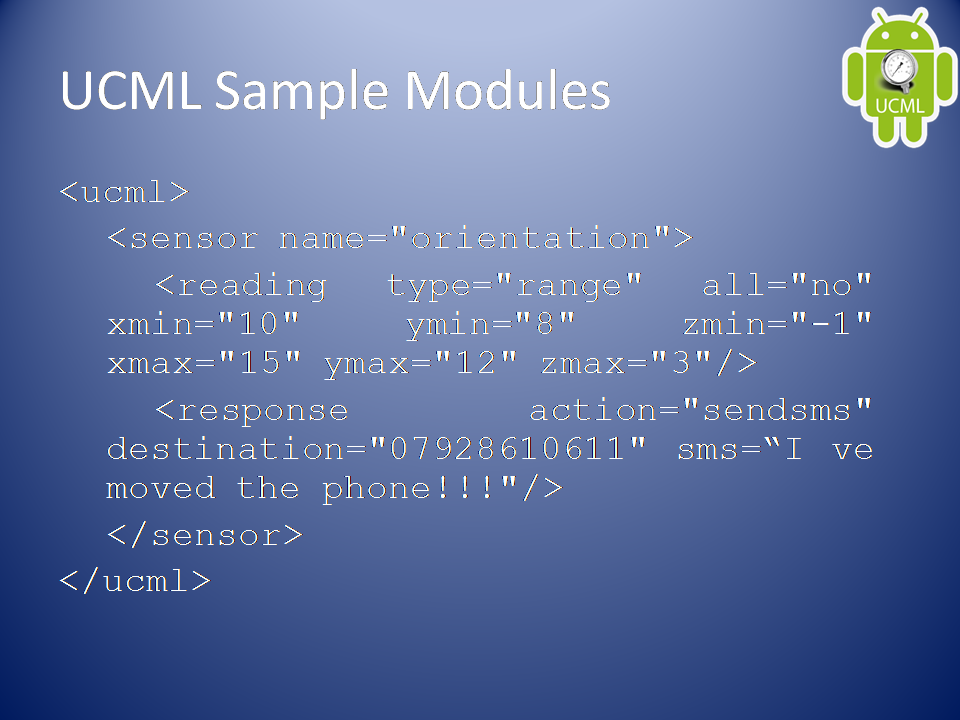 UCML Sample Modules
UCML
<ucml>
<sensor name="orientation">
<reading type="range" all="no"
xmin="10" ymin="8" zmin="-1"
xmax="15" ymax="12" zmax="3"/>
<response action="sendsms"
destination="07928610611" sms=“I ve
moved the phone!!!"/>
</sensor>
</ucml>